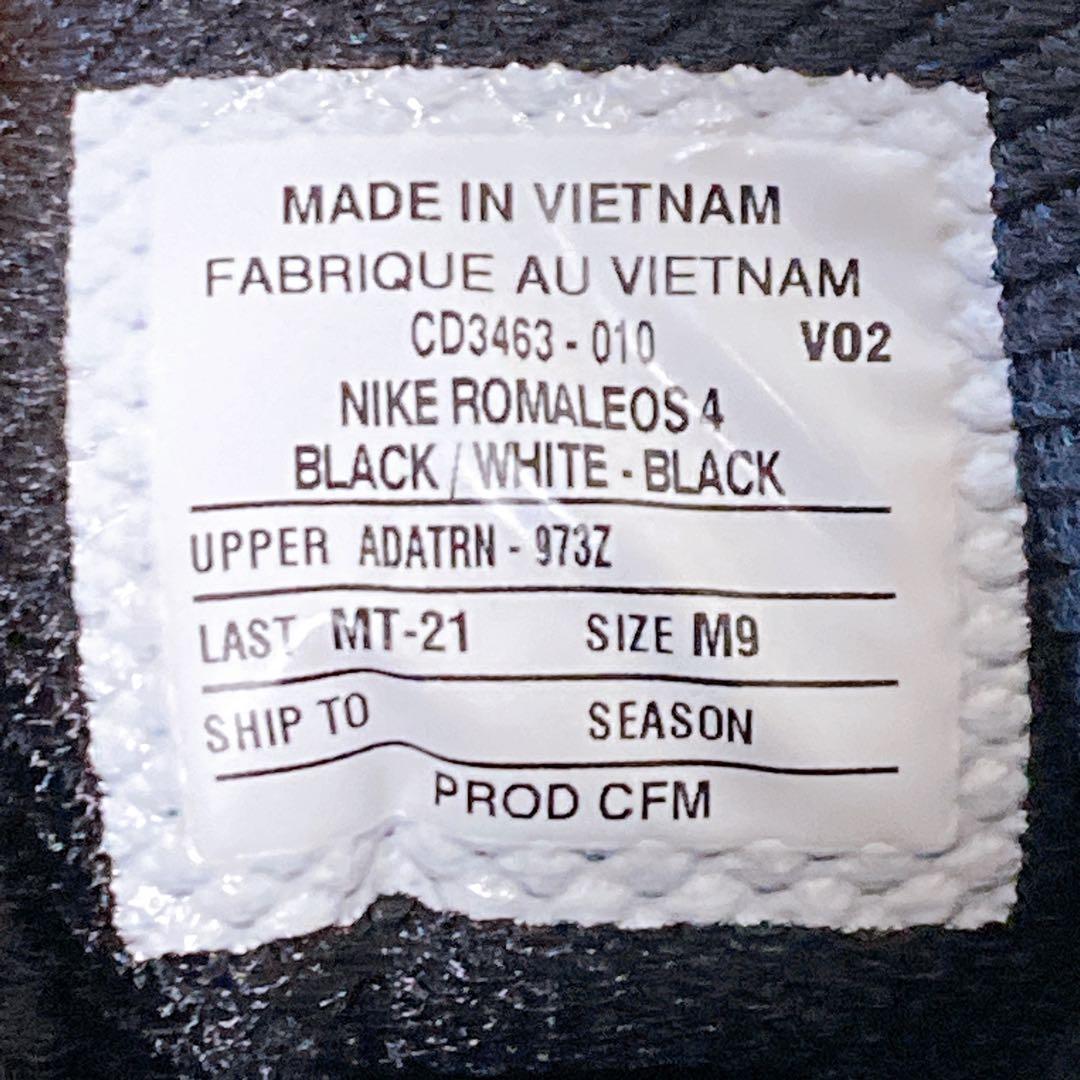 MADE IN VIETNAM
FABRIQUE AU VIETNAM
CD3463 - 010 V02
NIKE ROMALEOS 4
BLACK / WHITE - BLACK
UPPER ADATRN - 973Z
LAST MT-21 SIZE M9
SHIP TO SEASON
PROD CFM